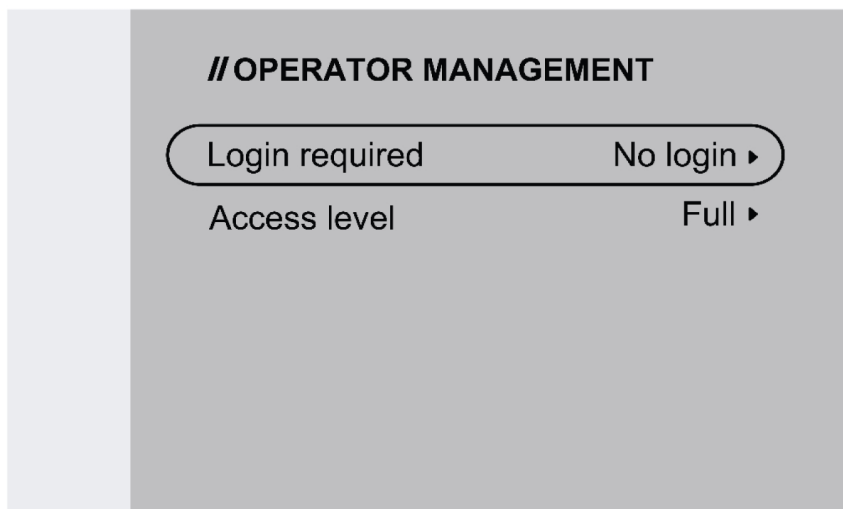 // OPERATOR MANAGEMENT
Login required No login ▸
Access level Full ▸